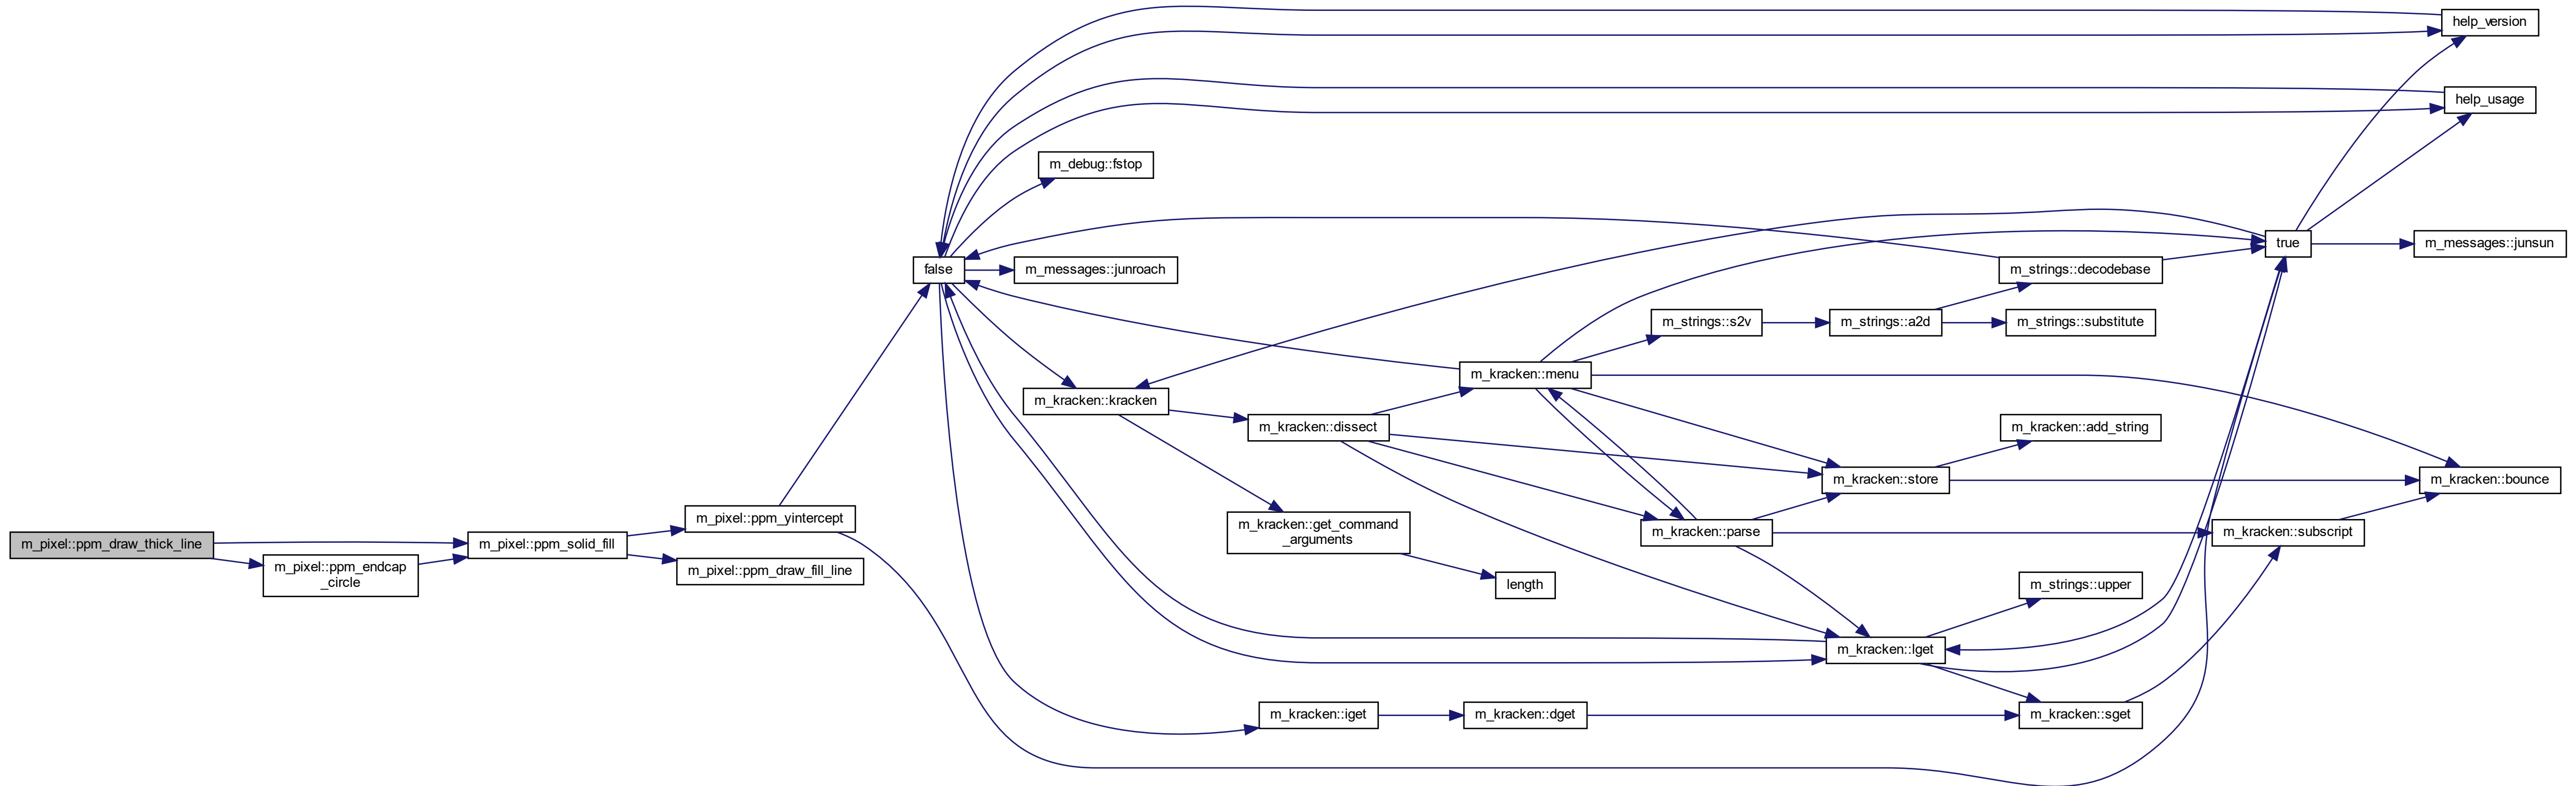 help_version
help_usage
m_debug::fstop
true
m_messages::junsun
false
m_messages::junroach
m_strings::decodebase
m_strings::s2v
m_strings::a2d
m_strings::substitute
m_kracken::menu
m_kracken::kracken
m_kracken::dissect
m_kracken::add_string
m_kracken::store
m_kracken::bounce
m_pixel::ppm_draw_thick_line
m_pixel::ppm_endcap
_circle
m_pixel::ppm_solid_fill
m_pixel::ppm_yintercept
m_pixel::ppm_draw_fill_line
m_kracken::get_command
_arguments
length
m_kracken::parse
m_kracken::subscript
m_strings::upper
m_kracken::lget
m_kracken::iget
m_kracken::dget
m_kracken::sget